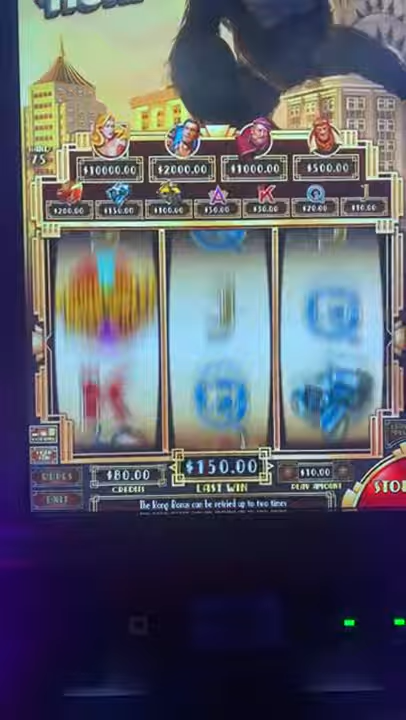 $10000.00 $2000.00 $1000.00 $500.00
A K Q J
$200.00 $150.00 $100.00 $50.00 $30.00 $20.00 $10.00
J Q
K Q
$80.00 $150.00 $10.00
CREDITS LAST WIN PLAY AMOUNT
RULES
EXIT
STO
The Kong Bonus can be retried up to two times